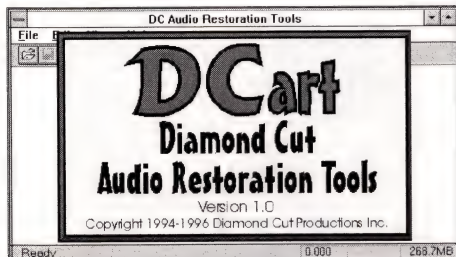 DC Audio Restoration Tools
File
DCart
Diamond Cut
Audio Restoration Tools
Version 1.0
Copyright 1994-1996 Diamond Cut Productions Inc.
Ready 0.000 268.7MB